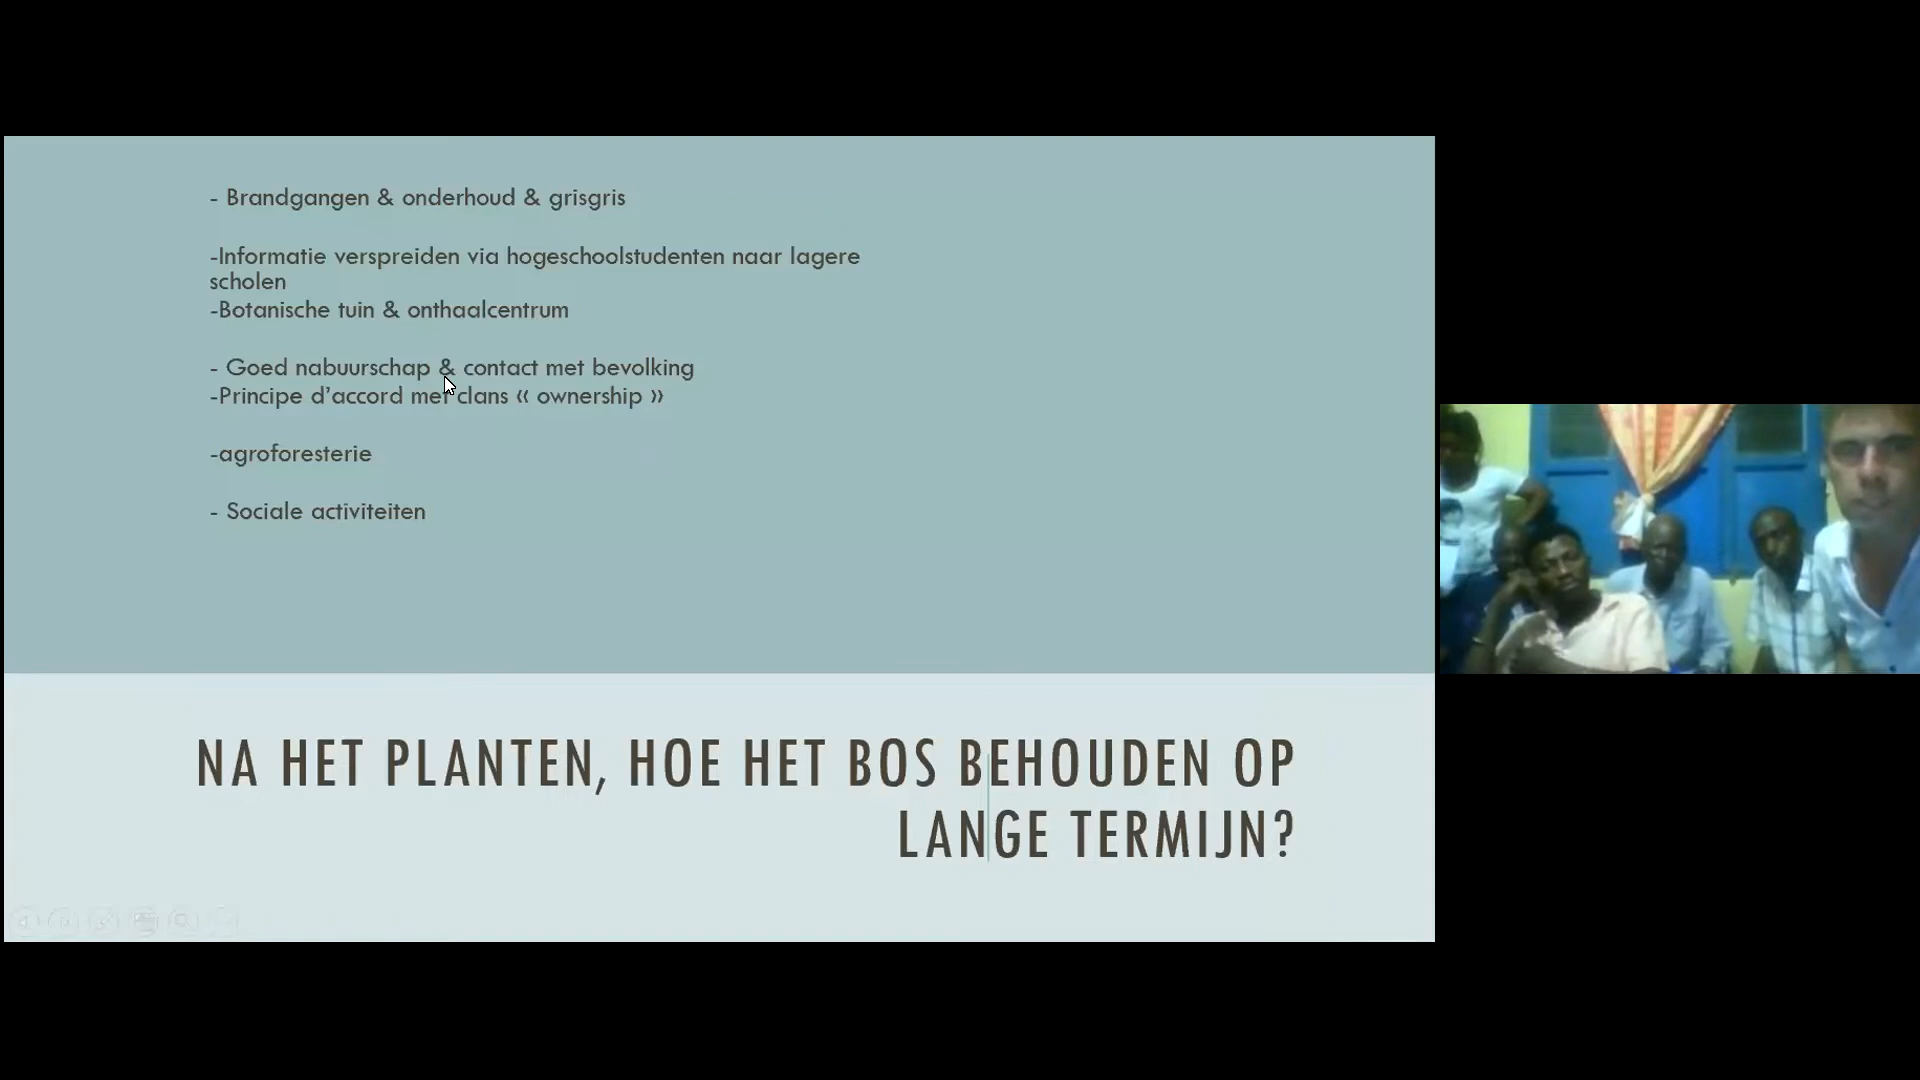 - Brandgangen & onderhoud & grisgris
-Informatie verspreiden via hogeschoolstudenten naar lagere
scholen
-Botanische tuin & onthaalcentrum
- Goed nabuurschap & contact met bevolking
-Principe d'accord met clans « ownership »
-agroforesterie
- Sociale activiteiten
NA HET PLANTEN, HOE HET BOS BEHOUDEN OP
LANGE TERMIJN?